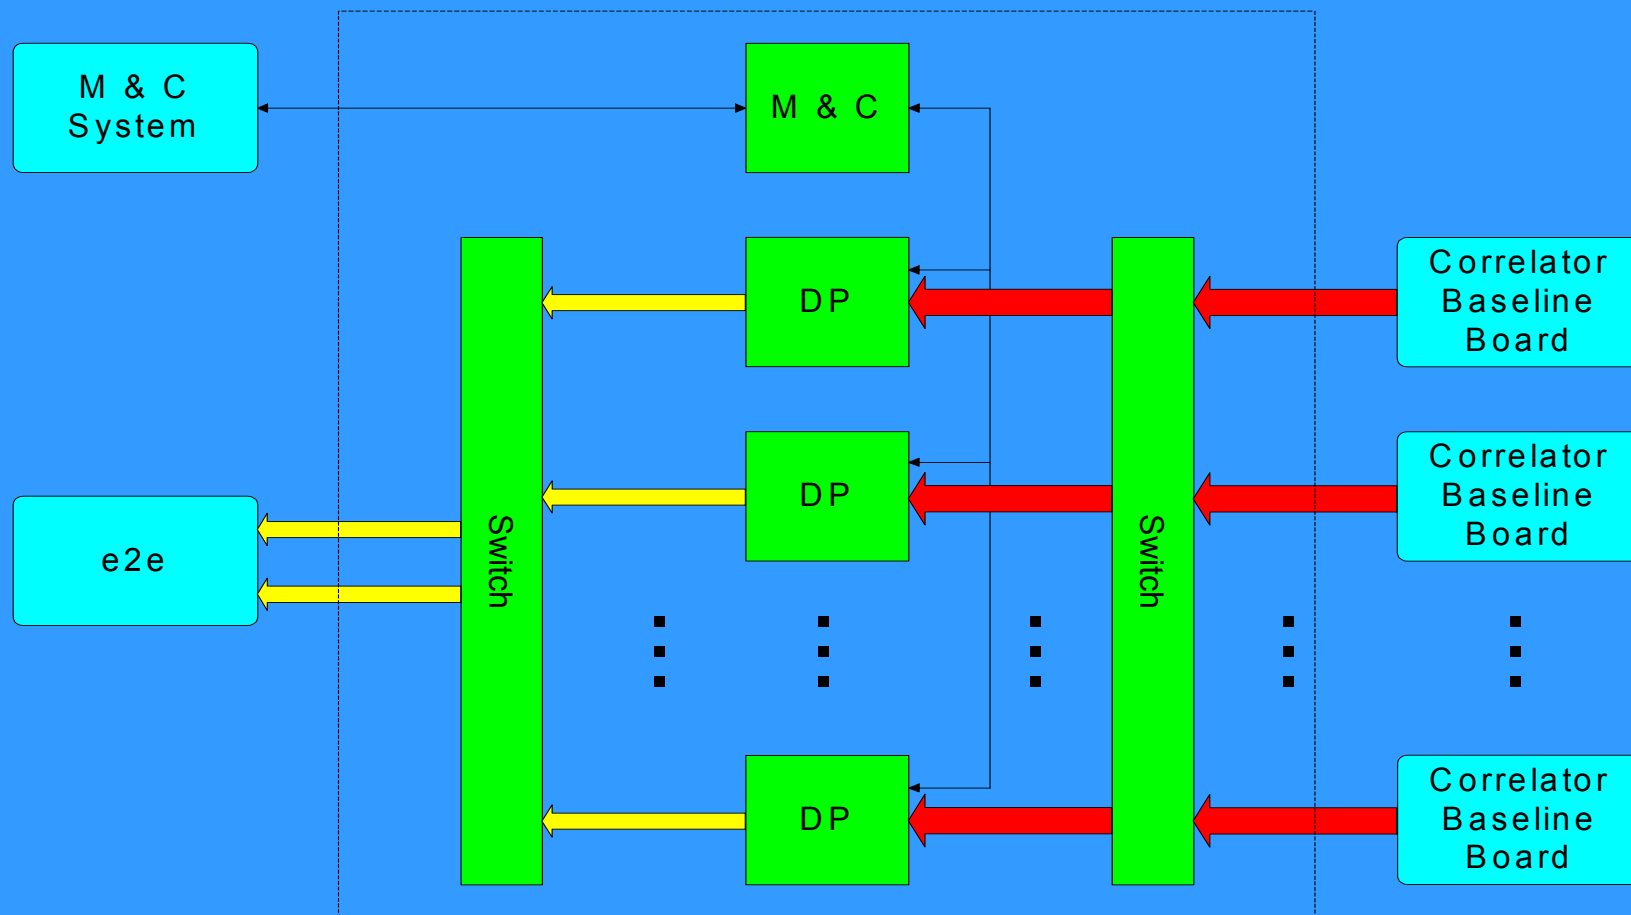 M & C
System
M & C
DP
Correlator
Baseline
Board
DP
Correlator
Baseline
Board
e2e
Switch
Switch
DP
Correlator
Baseline
Board